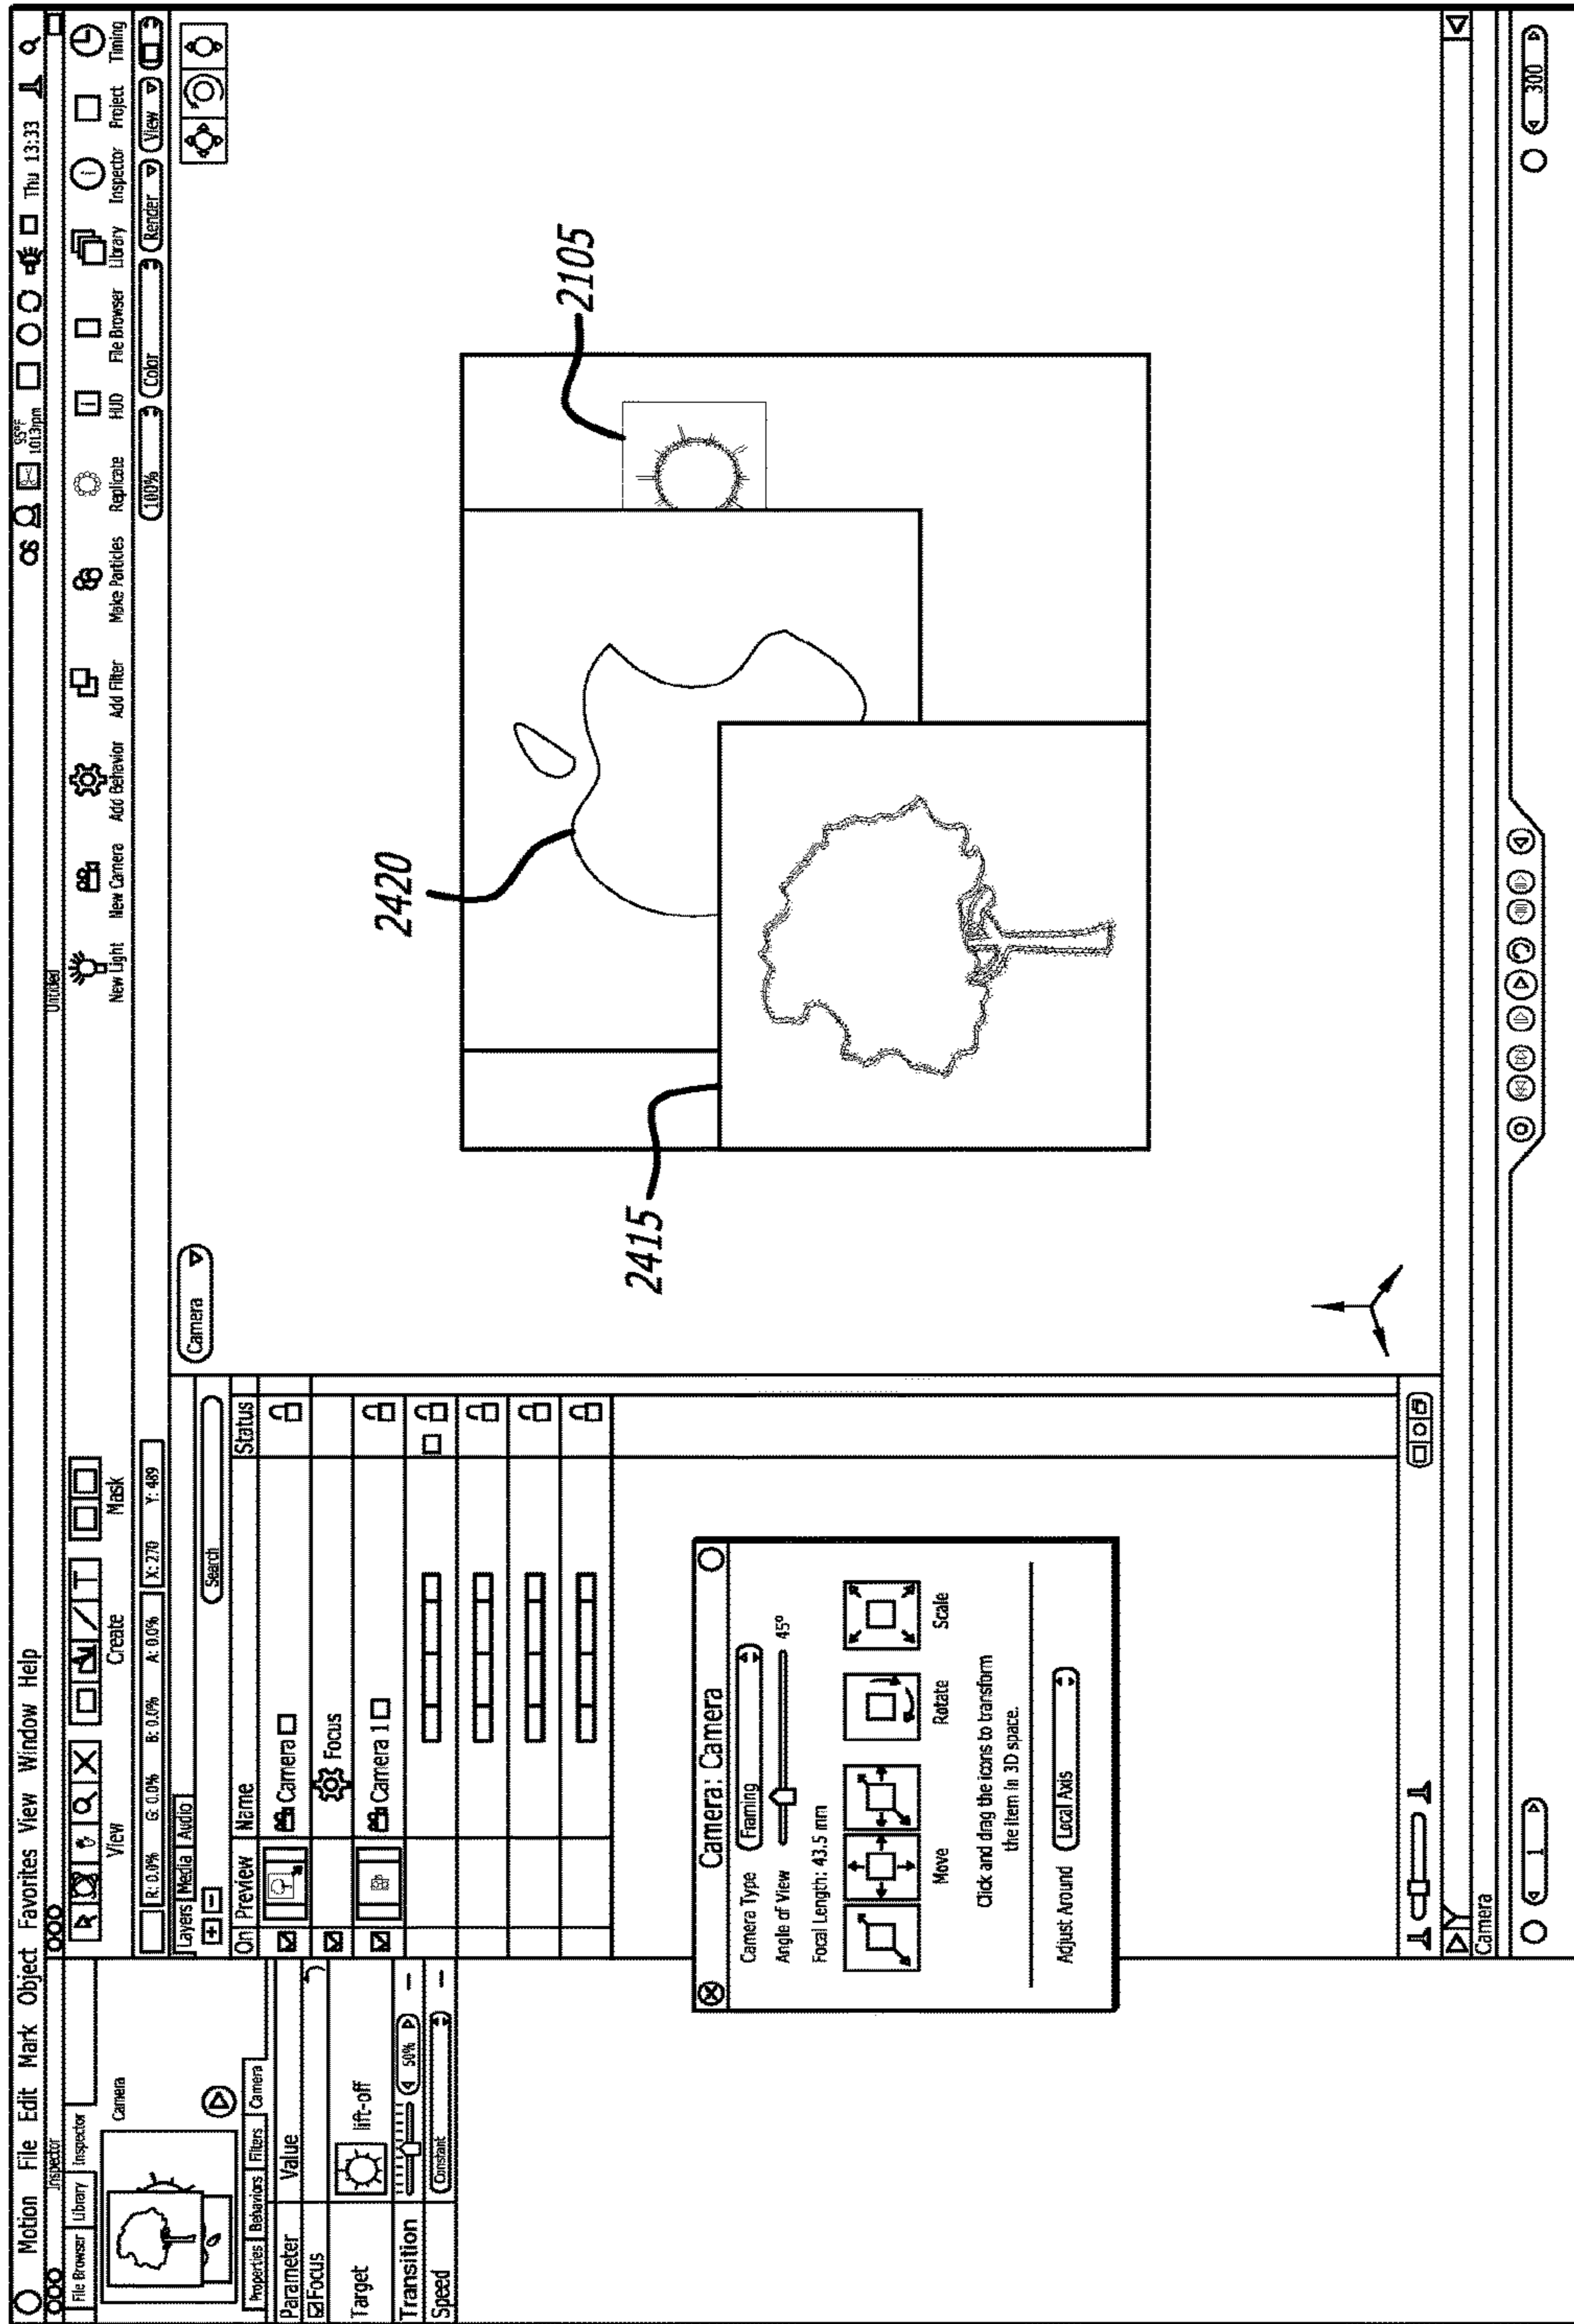 Motion File Edit Mark Object Favorites View Window Help
95°F
1013hpm
Thu 13:33
Inspector
Untitled
File Browser Library Inspector
Camera
Properties Behaviors Filters Camera
Parameter Value
Focus
Target lift-off
Transition 50% —
Speed Constant —
View
Create
Mask
T
New Light
New Camera
Add Behavior
Add Filter
Make Particles
Replicate
HUD
File Browser
Library
Inspector
Project
Timing
R: 0.0% G: 0.0% B: 0.0% A: 0.0% X: 270 Y: 489
100% Color Render View
Layers Media Audio
+ − Search
On Preview Name Status
Camera
Focus
Camera 1
Camera
Camera: Camera
Camera Type Framing
Angle of View 45°
Focal Length: 43.5 mm
Move Rotate Scale
Click and drag the icons to transform
the item in 3D space.
Adjust Around Local Axis
2415
2420
2105
Camera
1
300